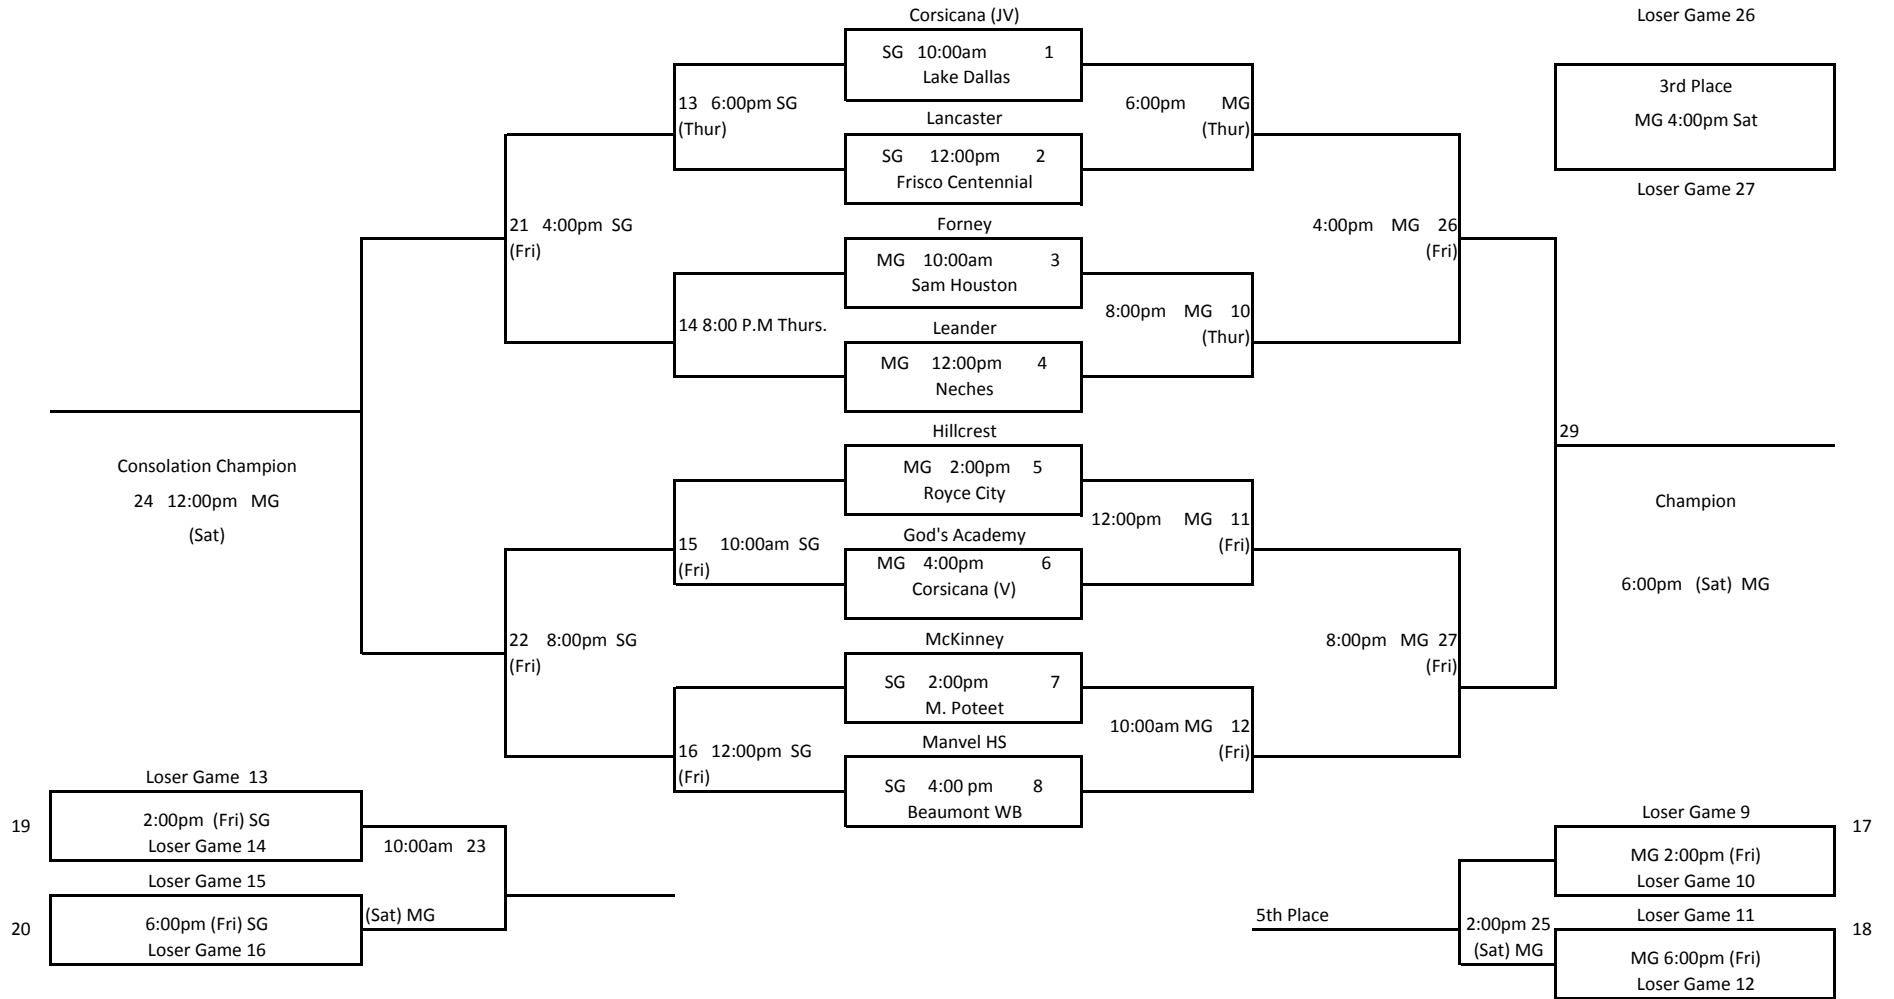 Corsicana (JV)
SG 10:00am 1
Lake Dallas
Lancaster
SG 12:00pm 2
Frisco Centennial
Forney
MG 10:00am 3
Sam Houston
Leander
MG 12:00pm 4
Neches
Hillcrest
MG 2:00pm 5
Royce City
God's Academy
MG 4:00pm 6
Corsicana (V)
McKinney
SG 2:00pm 7
M. Poteet
Manvel HS
SG 4:00 pm 8
Beaumont WB
13 6:00pm SG
(Thur)
14 8:00 P.M Thurs.
15 10:00am SG
(Fri)
16 12:00pm SG
(Fri)
21 4:00pm SG
(Fri)
22 8:00pm SG
(Fri)
Consolation Champion
24 12:00pm MG
(Sat)
Loser Game 13
19
2:00pm (Fri) SG
Loser Game 14
Loser Game 15
20
6:00pm (Fri) SG
Loser Game 16
10:00am 23
(Sat) MG
6:00pm MG
(Thur)
8:00pm MG 10
(Thur)
12:00pm MG 11
(Fri)
10:00am MG 12
(Fri)
4:00pm MG 26
(Fri)
8:00pm MG 27
(Fri)
Loser Game 26
3rd Place
MG 4:00pm Sat
Loser Game 27
29
Champion
6:00pm (Sat) MG
Loser Game 9
17
MG 2:00pm (Fri)
Loser Game 10
Loser Game 11
18
MG 6:00pm (Fri)
Loser Game 12
5th Place
2:00pm 25
(Sat) MG